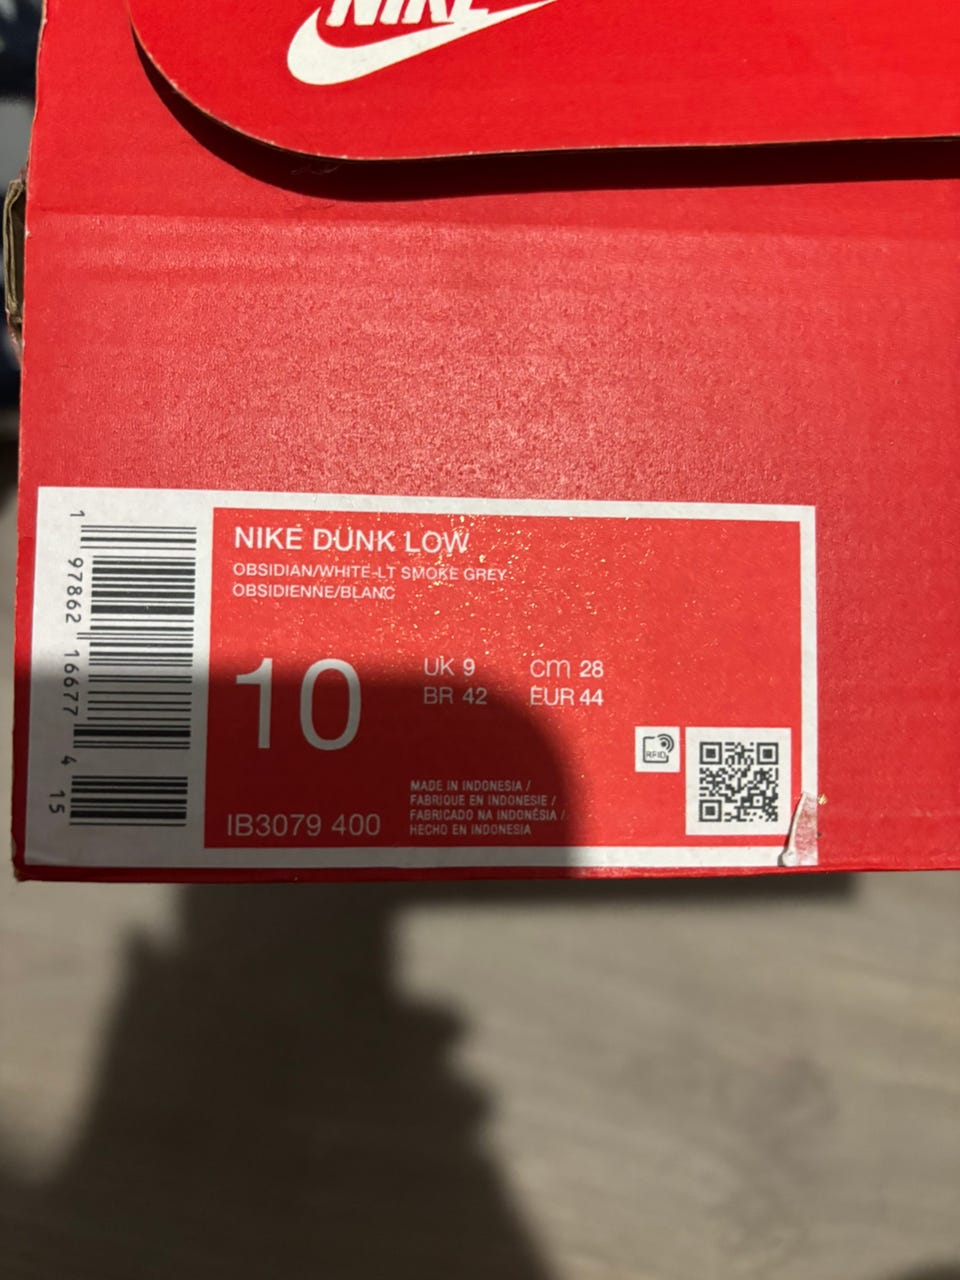 NIKE
NIKE DUNK LOW
OBSIDIAN/WHITE-LT SMOKE GREY
OBSIDIENNE/BLANC
10
UK 9 cm 28
BR 42 EUR 44
RFID
MADE IN INDONESIA /
FABRIQUE EN INDONESIE /
FABRICADO NA INDONÉSIA /
HECHO EN INDONESIA
IB3079 400
1 97862 16677 4 15